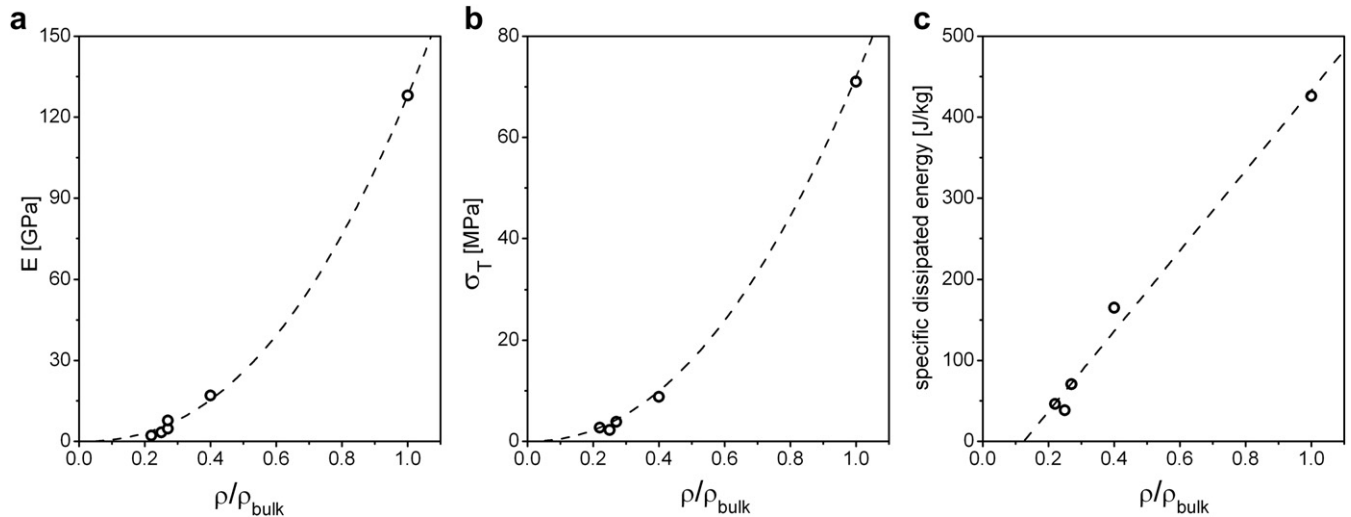 a
150
120
90
60
30
0
E [GPa]
0.0 0.2 0.4 0.6 0.8 1.0
ρ/ρbulk
b
80
60
40
20
0
σT [MPa]
0.0 0.2 0.4 0.6 0.8 1.0
ρ/ρbulk
c
500
400
300
200
100
0
specific dissipated energy [J/kg]
0.0 0.2 0.4 0.6 0.8 1.0
ρ/ρbulk